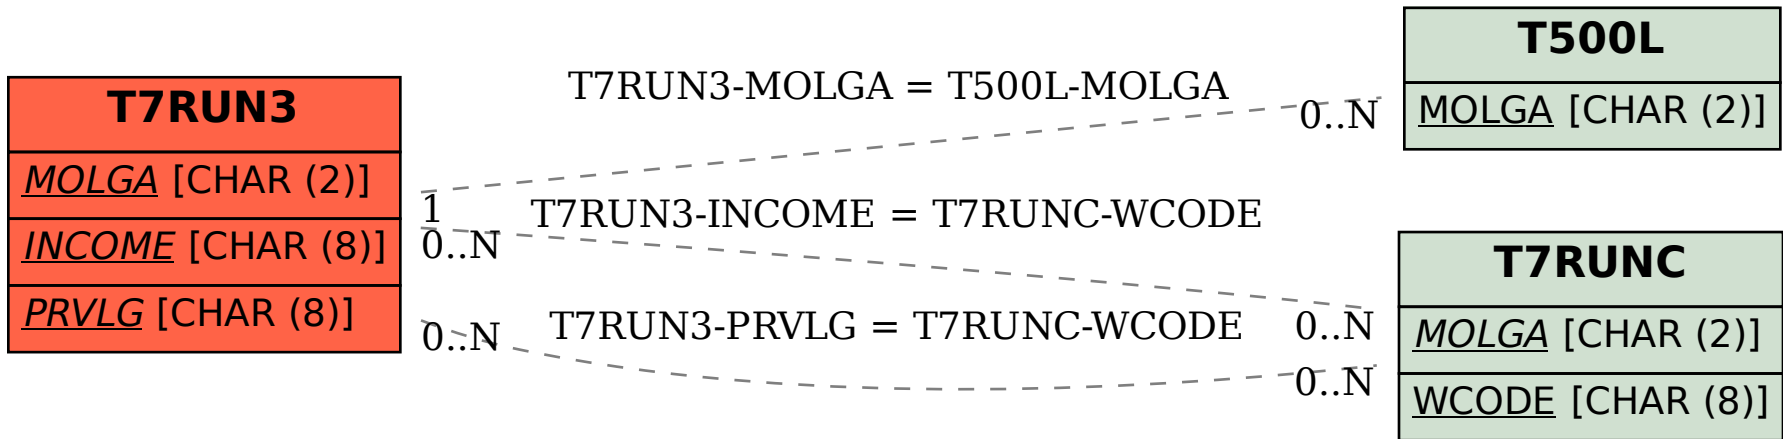 T7RUN3
MOLGA [CHAR (2)]
INCOME [CHAR (8)]
PRVLG [CHAR (8)]
T7RUN3-MOLGA = T500L-MOLGA
0..N
1
T7RUN3-INCOME = T7RUNC-WCODE
0..N
T7RUN3-PRVLG = T7RUNC-WCODE
0..N
0..N
0..N
T500L
MOLGA [CHAR (2)]
T7RUNC
MOLGA [CHAR (2)]
WCODE [CHAR (8)]